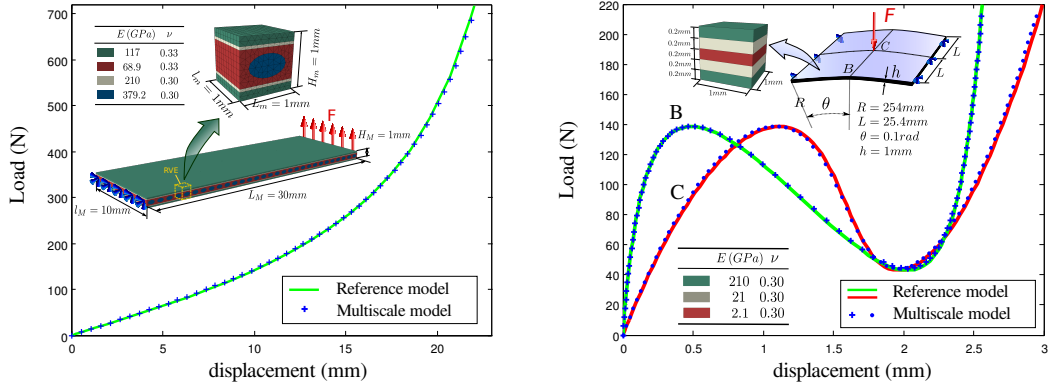 E (GPa) ν
117 0.33
68.9 0.33
210 0.30
379.2 0.30
H_m = 1mm
l_m = 1mm
L_m = 1mm
F
H_M = 1mm
RVE
L_M = 30mm
l_M = 10mm
Load (N)
700
600
500
400
300
200
100
0
Reference model
Multiscale model
0 5 10 15 20
displacement (mm)
Load (N)
220
200
180
160
140
120
100
80
60
40
20
0
0.2mm
0.2mm
0.2mm
0.2mm
0.2mm
1mm
1mm
F
C
B
L
L
h
R
θ
R = 254mm
L = 25.4mm
θ = 0.1rad
h = 1mm
B
C
E (GPa) ν
210 0.30
21 0.30
2.1 0.30
Reference model
Multiscale model
0 0.5 1 1.5 2 2.5 3
displacement (mm)